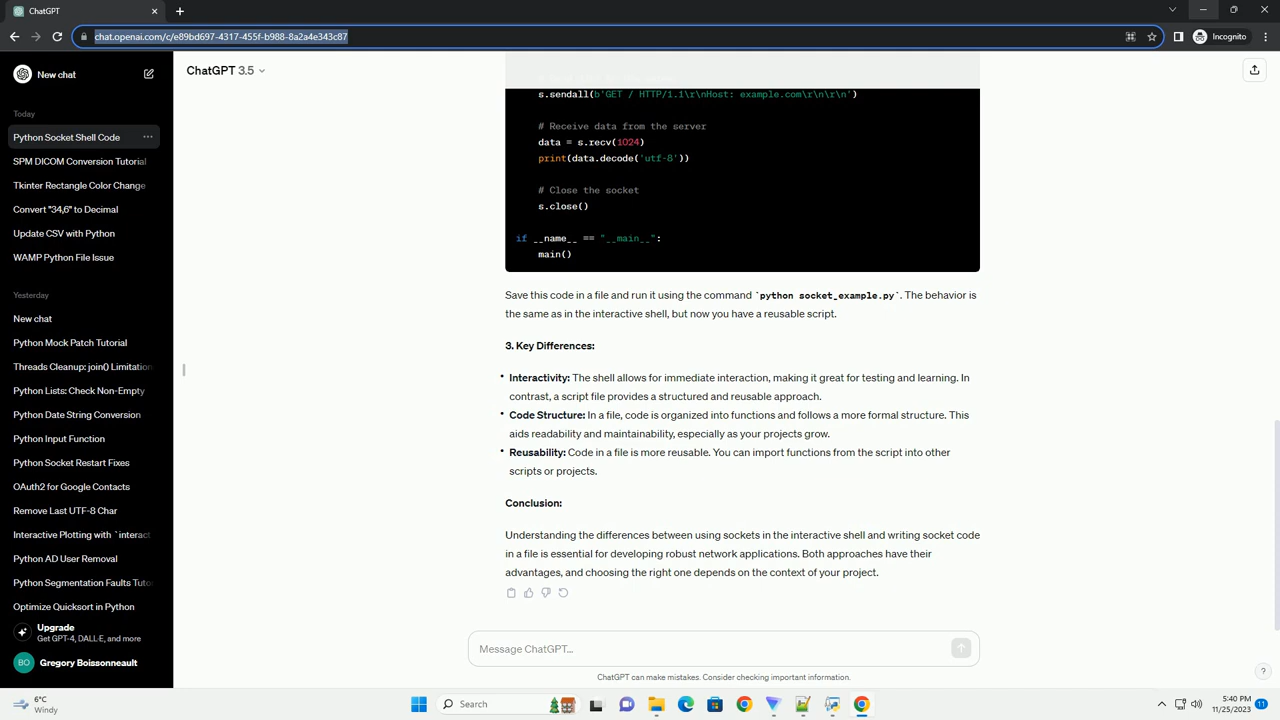 ChatGPT
chat.openai.com/c/e89bd697-4317-455f-b988-8a2a4e343c87
Incognito
New chat
ChatGPT 3.5
Today
Python Socket Shell Code
SPM DICOM Conversion Tutorial
Tkinter Rectangle Color Change
Convert "34,6" to Decimal
Update CSV with Python
WAMP Python File Issue
Yesterday
New chat
Python Mock Patch Tutorial
Threads Cleanup: join() Limitation
Python Lists: Check Non-Empty
Python Date String Conversion
Python Input Function
Python Socket Restart Fixes
OAuth2 for Google Contacts
Remove Last UTF-8 Char
Interactive Plotting with `interact
Python AD User Removal
Python Segmentation Faults Tuto
Optimize Quicksort in Python
Upgrade
Get GPT-4, DALL·E, and more
BO
Gregory Boissonneault
s.sendall(b'GET / HTTP/1.1\r\nHost: example.com\r\n\r\n')
# Receive data from the server
data = s.recv(1024)
print(data.decode('utf-8'))
# Close the socket
s.close()
if __name__ == "__main__":
main()
Save this code in a file and run it using the command `python socket_example.py`. The behavior is
the same as in the interactive shell, but now you have a reusable script.
3. Key Differences:
• Interactivity: The shell allows for immediate interaction, making it great for testing and learning. In
contrast, a script file provides a structured and reusable approach.
• Code Structure: In a file, code is organized into functions and follows a more formal structure. This
aids readability and maintainability, especially as your projects grow.
• Reusability: Code in a file is more reusable. You can import functions from the script into other
scripts or projects.
Conclusion:
Understanding the differences between using sockets in the interactive shell and writing socket code
in a file is essential for developing robust network applications. Both approaches have their
advantages, and choosing the right one depends on the context of your project.
Message ChatGPT...
ChatGPT can make mistakes. Consider checking important information.
?
6°C
Windy
Search
5:40 PM
11/25/2023
11